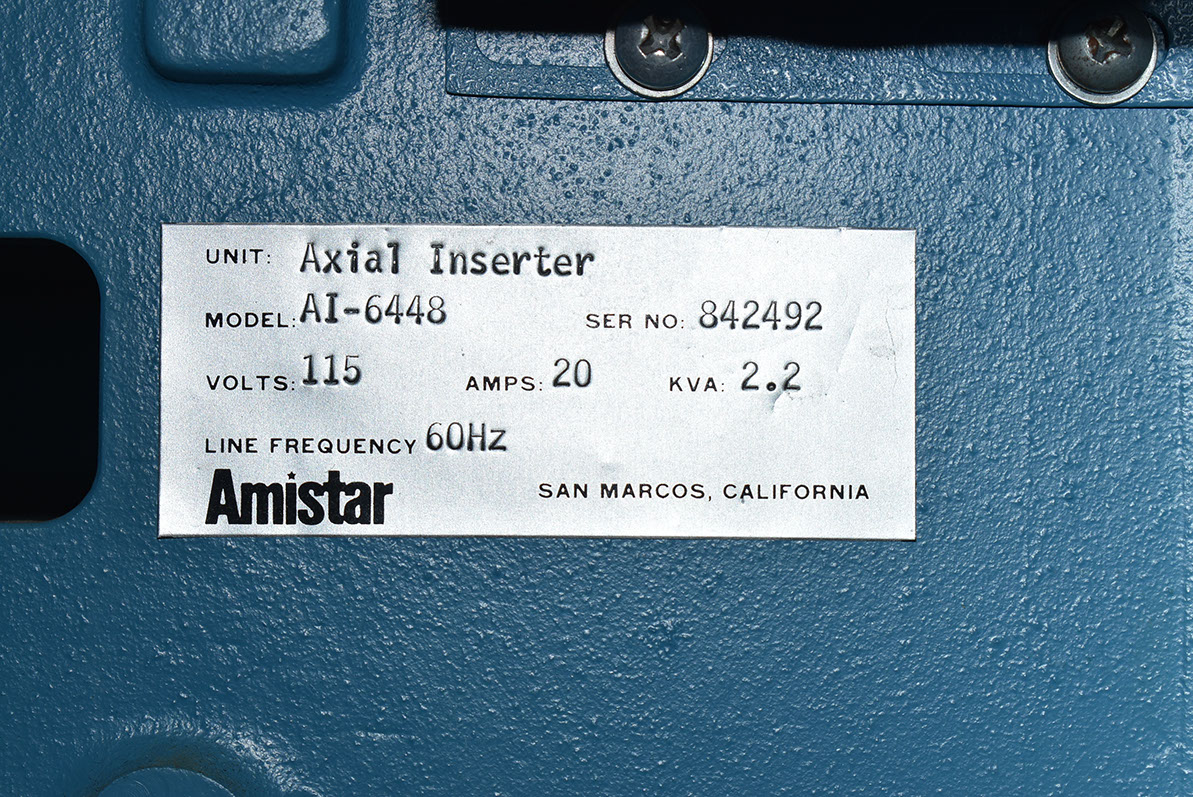 UNIT: Axial Inserter
MODEL: AI-6448 SER NO: 842492
VOLTS: 115 AMPS: 20 KVA: 2.2
LINE FREQUENCY 60Hz
Amistar SAN MARCOS, CALIFORNIA